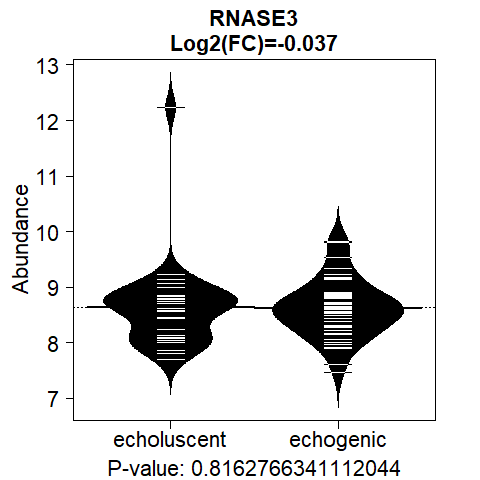 RNASE3
Log2(FC)=-0.037
Abundance
13
12
11
10
9
8
7
echoluscent echogenic
P-value: 0.8162766341112044